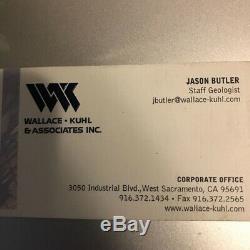 JASON BUTLER
Staff Geologist
jbutler@wallace-kuhl.com
WK
WALLACE • KUHL
& ASSOCIATES INC.
CORPORATE OFFICE
3050 Industrial Blvd., West Sacramento, CA 95691
916.372.1434 • Fax 916.372.2565
www.wallace-kuhl.com